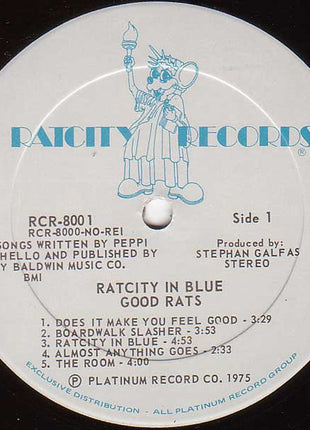 RATCITY RECORDS
®
RCR-8001
RCR-8000-NO-REI
Side 1
SONGS WRITTEN BY PEPPI
HELLO AND PUBLISHED BY
Y BALDWIN MUSIC CO.
BMI
Produced by:
STEPHAN GALFAS
STEREO
RATCITY IN BLUE
GOOD RATS
1. DOES IT MAKE YOU FEEL GOOD - 3:29
2. BOARDWALK SLASHER - 3:53
3. RATCITY IN BLUE - 4:53
4. ALMOST ANYTHING GOES - 2:33
5. THE ROOM - 4:00
Ⓟ PLATINUM RECORD CO. 1975
EXCLUSIVE DISTRIBUTION - ALL PLATINUM RECORD GROUP